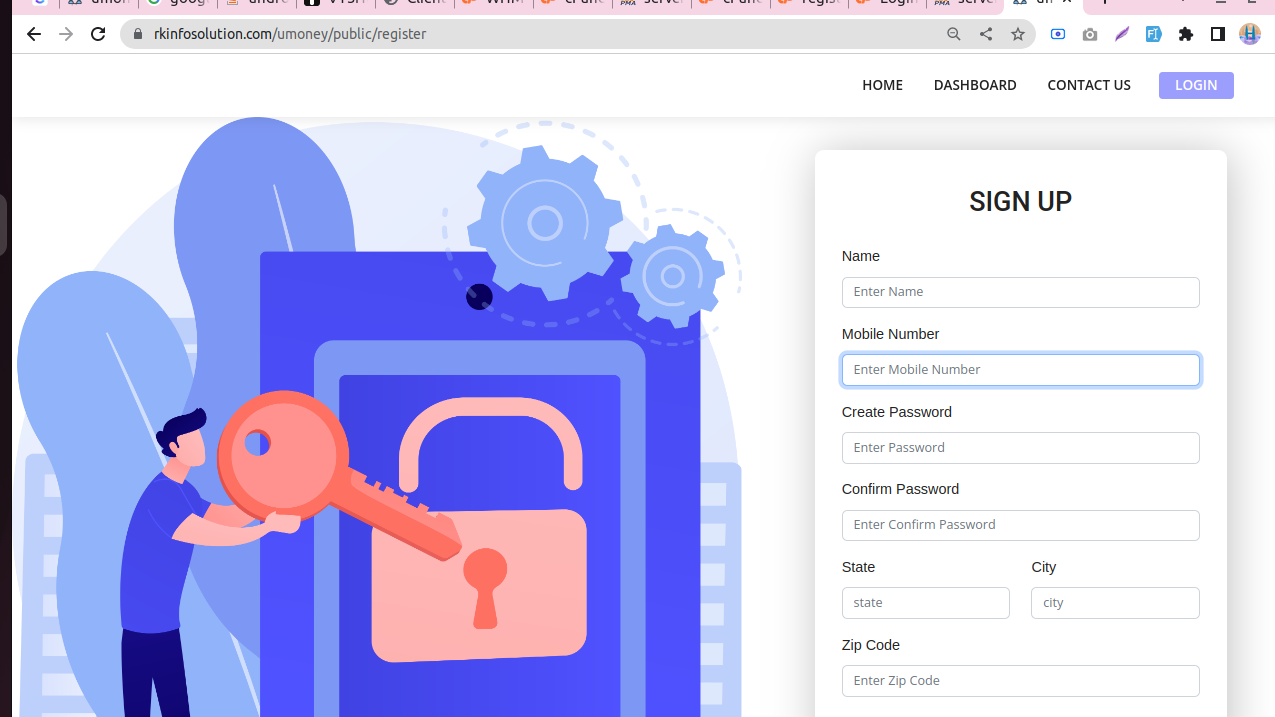 rkinfosolution.com/umoney/public/register
HOME DASHBOARD CONTACT US LOGIN
SIGN UP
Name
Enter Name
Mobile Number
Enter Mobile Number
Create Password
Enter Password
Confirm Password
Enter Confirm Password
State City
state city
Zip Code
Enter Zip Code